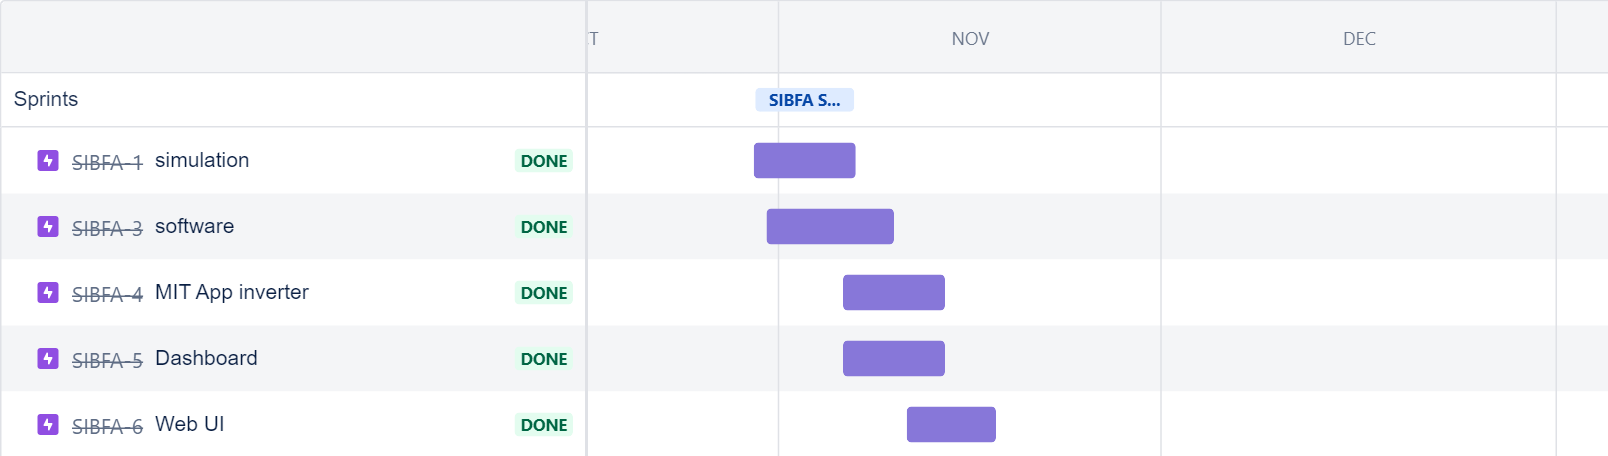 T NOV DEC
Sprints SIBFA S...
SIBFA-1 simulation DONE
SIBFA-3 software DONE
SIBFA-4 MIT App inverter DONE
SIBFA-5 Dashboard DONE
SIBFA-6 Web UI DONE